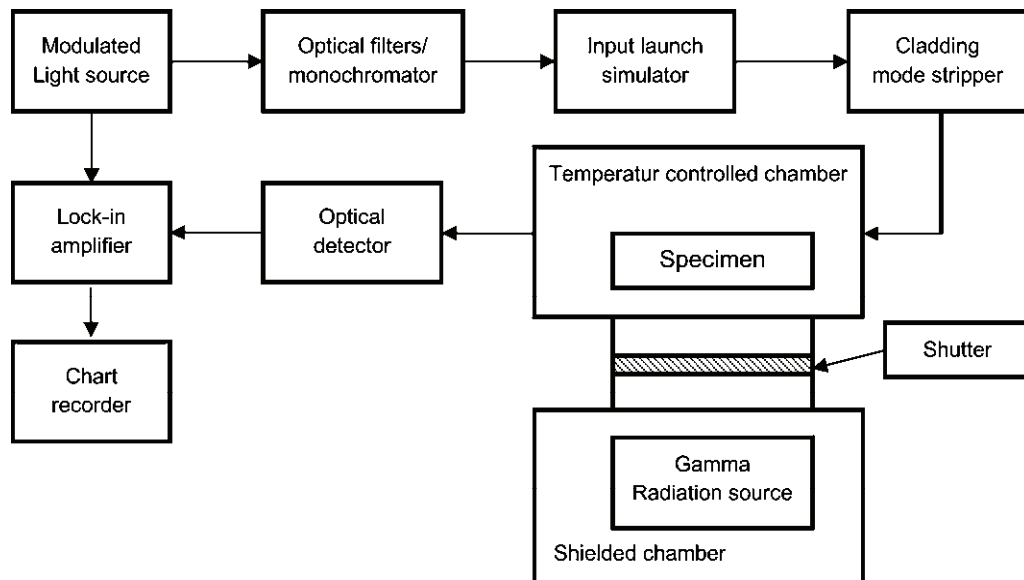 Modulated
Light source
Optical filters/
monochromator
Input launch
simulator
Cladding
mode stripper
Lock-in
amplifier
Optical
detector
Temperatur controlled chamber
Specimen
Shutter
Chart
recorder
Gamma
Radiation source
Shielded chamber